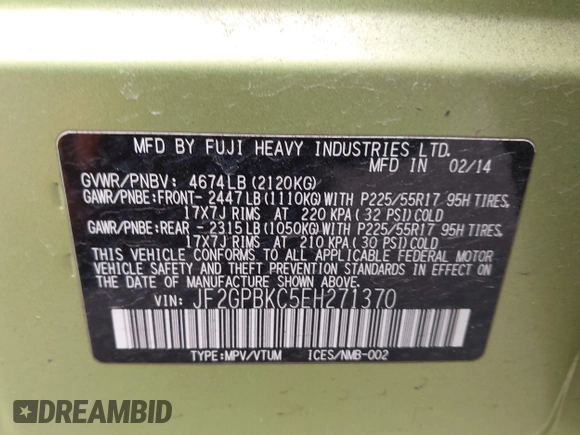 MFD BY FUJI HEAVY INDUSTRIES LTD.
MFD IN 02/14
GVWR/PNBV: 4674LB(2120KG)
GAWR/PNBE:FRONT- 2447LB(1110KG)WITH P225/55R17 95H TIRES,
17X7J RIMS AT 220 KPA(32 PSI)COLD
GAWR/PNBE:REAR - 2315LB(1050KG)WITH P225/55R17 95H TIRES,
17X7J RIMS AT 210 KPA(30 PSI)COLD
THIS VEHICLE CONFORMS TO ALL APPLICABLE FEDERAL MOTOR
VEHICLE SAFETY AND THEFT PREVENTION STANDARDS IN EFFECT ON
THE DATE OF MANUFACTURE SHOWN ABOVE.
VIN: JF2GPBKC5EH271370
TYPE:MPV/VTUM ICES/NMB-002
DREAMBID